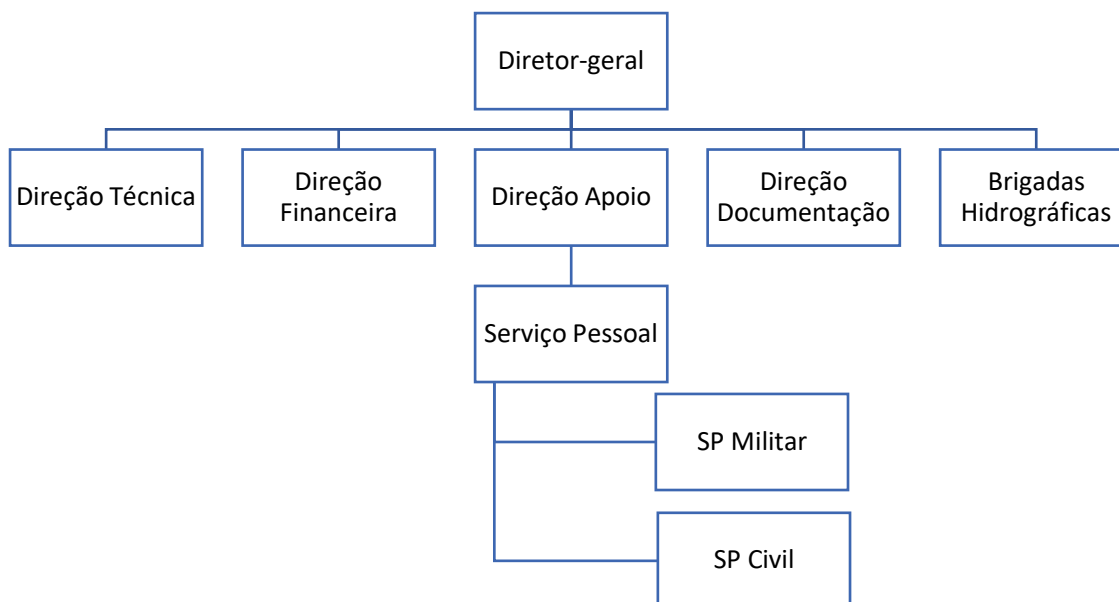 Diretor-geral
Direção Técnica
Direção
Financeira
Direção Apoio
Direção
Documentação
Brigadas
Hidrográficas
Serviço Pessoal
SP Militar
SP Civil